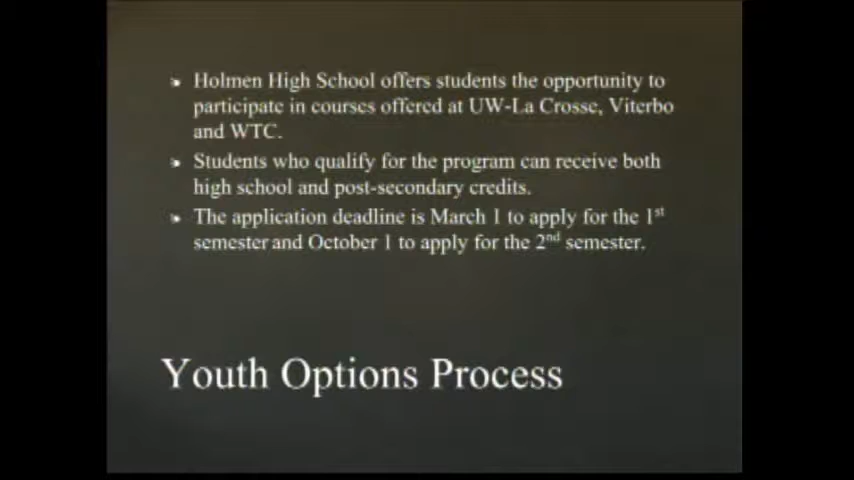 Holmen High School offers students the opportunity to
participate in courses offered at UW-La Crosse, Viterbo
and WTC.
Students who qualify for the program can receive both
high school and post-secondary credits.
The application deadline is March 1 to apply for the 1st
semester and October 1 to apply for the 2nd semester.
Youth Options Process